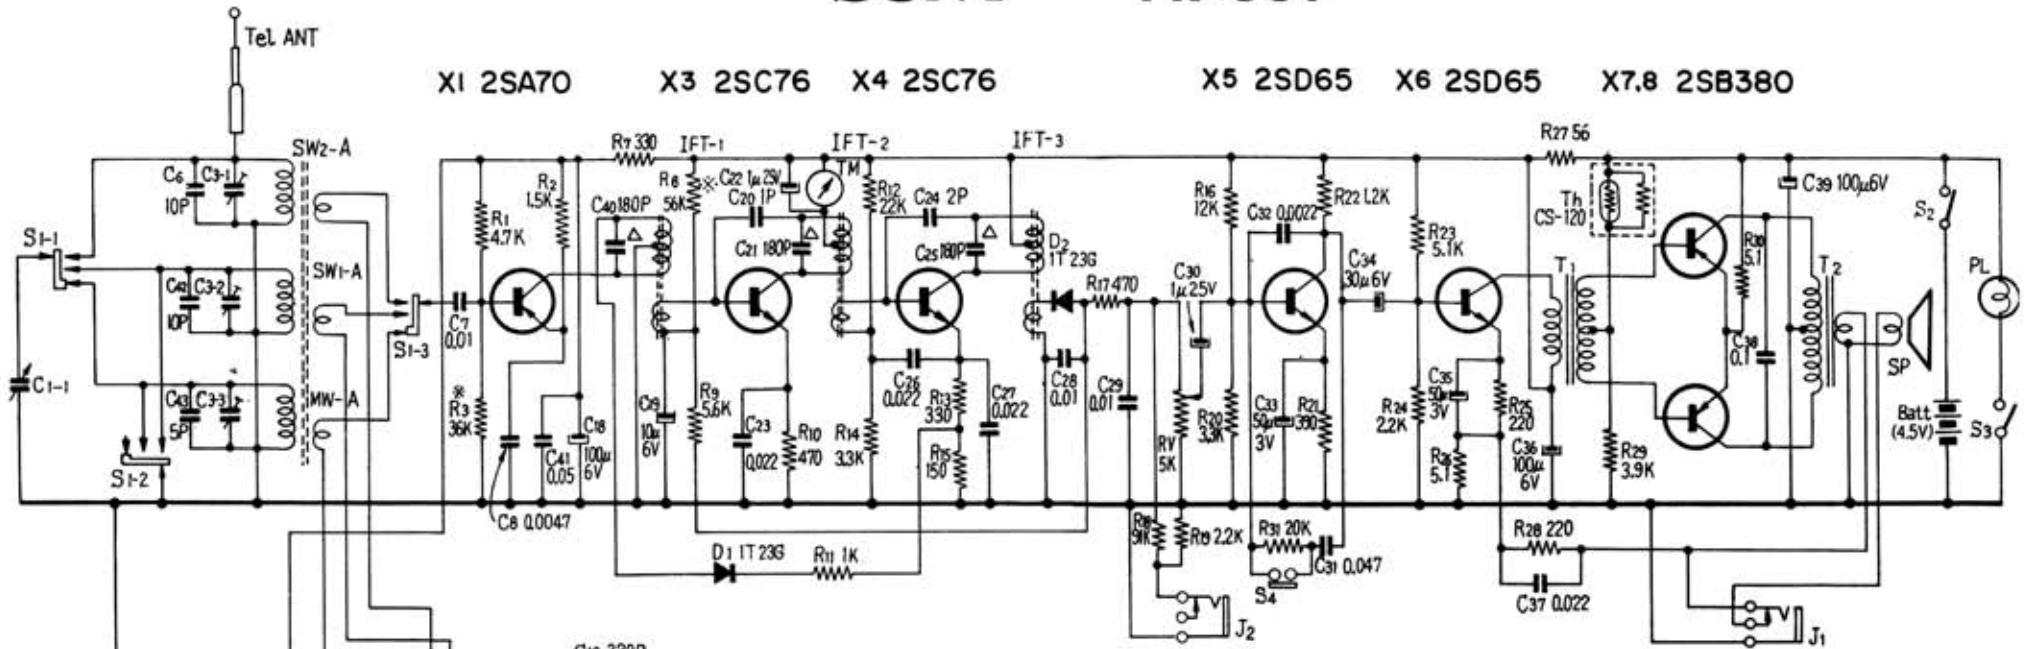 Tel ANT
X1 2SA70
X3 2SC76
X4 2SC76
X5 2SD65
X6 2SD65
X7,8 2SB380
SW2-A
C6 10P
C3-1
S1-1
SW1-A
C42 10P
C3-2
C1-1
MW-A
C43 5P
C3-3
S1-2
S1-3
C7 0.01
R1 4.7K
R2 1.5K
※ R3 36K
C8 0.0047
C41 0.05
C18 100μ 6V
R7 330
IFT-1
C40 180P
△
R8 ※ 56K
C19 10μ 6V
R9 5.6K
C22 1μ 25V
C20 1P
C21 180P
△
TM
IFT-2
C23 0.022
R10 470
R12 22K
C24 2P
C25 180P
△
IFT-3
C26 0.022
R13 330
R14 3.3K
R15 150
C27 0.022
D2 1T 23G
R17 470
C28 0.01
C29 0.01
C30 1μ 25V
RV 5K
D1 1T 23G
R11 1K
R18 91K
R19 2.2K
J2
R16 12K
C32 0.0022
R22 1.2K
R20 3.3K
C33 50μ 3V
R21 390
R31 20K
C31 0.047
S4
C34 30μ 6V
R23 5.1K
R24 2.2K
C35 50μ 3V
R25 220
R26 5.1
C36 100μ 6V
R27 56
Th CS-120
T1
R29 3.9K
R28 220
C37 0.022
R30 5.1
C38 0.1
C39 100μ6V
T2
SP
S2
Batt (4.5V)
PL
S3
J1